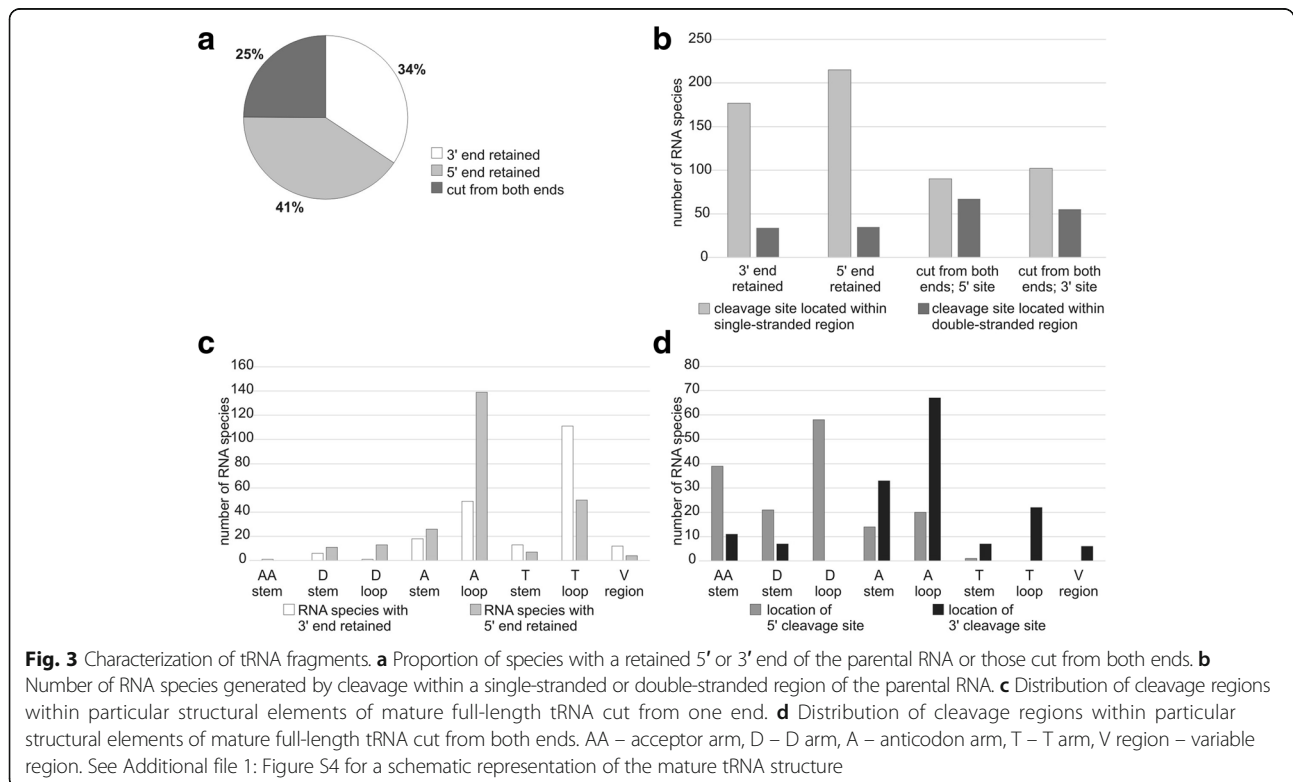 a
25%
34%
41%
3' end retained
5' end retained
cut from both ends
b
number of RNA species
250
200
150
100
50
0
3' end
retained
5' end
retained
cut from both
ends; 5' site
cut from both
ends; 3' site
cleavage site located within
single-stranded region
cleavage site located within
double-stranded region
c
number of RNA species
160
140
120
100
80
60
40
20
0
AA
stem
D
stem
D
loop
A
stem
A
loop
T
stem
T
loop
V
region
RNA species with
3' end retained
RNA species with
5' end retained
d
number of RNA species
80
70
60
50
40
30
20
10
0
AA
stem
D
stem
D
loop
A
stem
A
loop
T
stem
T
loop
V
region
location of
5' cleavage site
location of
3' cleavage site
Fig. 3 Characterization of tRNA fragments. a Proportion of species with a retained 5′ or 3′ end of the parental RNA or those cut from both ends. b
Number of RNA species generated by cleavage within a single-stranded or double-stranded region of the parental RNA. c Distribution of cleavage regions
within particular structural elements of mature full-length tRNA cut from one end. d Distribution of cleavage regions within particular
structural elements of mature full-length tRNA cut from both ends. AA – acceptor arm, D – D arm, A – anticodon arm, T – T arm, V region – variable
region. See Additional file 1: Figure S4 for a schematic representation of the mature tRNA structure